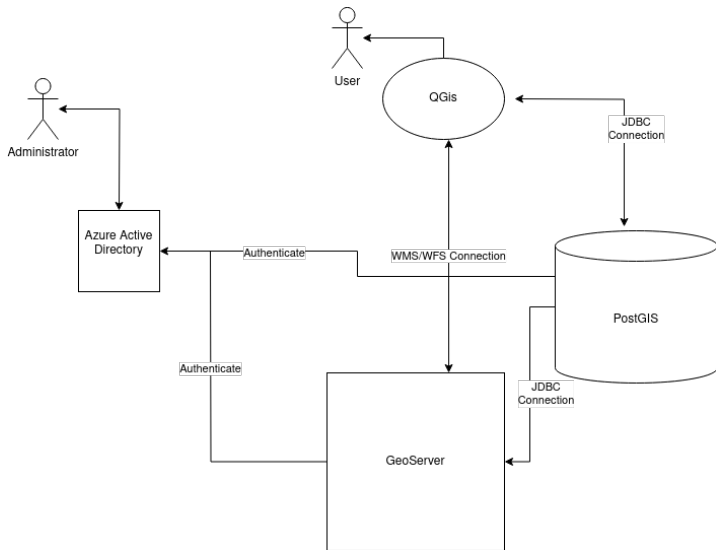 User
QGis
JDBC
Connection
Administrator
Azure Active
Directory
Authenticate
WMS/WFS Connection
PostGIS
Authenticate
JDBC
Connection
GeoServer